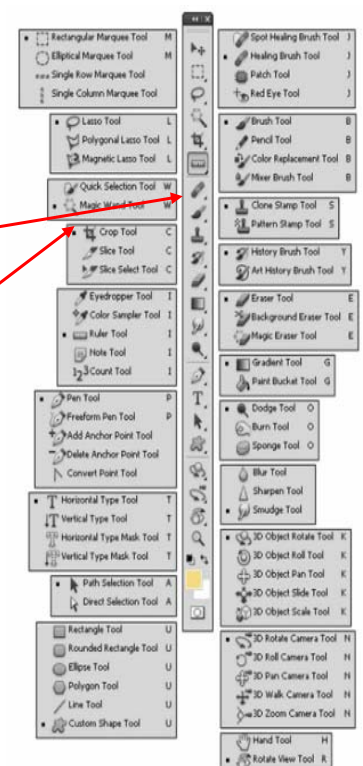 Rectangular Marquee Tool M
Elliptical Marquee Tool M
Single Row Marquee Tool
Single Column Marquee Tool
Lasso Tool L
Polygonal Lasso Tool L
Magnetic Lasso Tool L
Quick Selection Tool W
Magic Wand Tool W
Crop Tool C
Slice Tool C
Slice Select Tool C
Eyedropper Tool I
Color Sampler Tool I
Ruler Tool I
Note Tool I
123 Count Tool I
Pen Tool P
Freeform Pen Tool P
Add Anchor Point Tool
Delete Anchor Point Tool
Convert Point Tool
T Horizontal Type Tool T
T Vertical Type Tool T
Horizontal Type Mask Tool T
Vertical Type Mask Tool T
Path Selection Tool A
Direct Selection Tool A
Rectangle Tool U
Rounded Rectangle Tool U
Ellipse Tool U
Polygon Tool U
Line Tool U
Custom Shape Tool U
T
Spot Healing Brush Tool J
Healing Brush Tool J
Patch Tool J
Red Eye Tool J
Brush Tool B
Pencil Tool B
Color Replacement Tool B
Mixer Brush Tool B
Clone Stamp Tool S
Pattern Stamp Tool S
History Brush Tool Y
Art History Brush Tool Y
Eraser Tool E
Background Eraser Tool E
Magic Eraser Tool E
Gradient Tool G
Paint Bucket Tool G
Dodge Tool O
Burn Tool O
Sponge Tool O
Blur Tool
Sharpen Tool
Smudge Tool
3D Object Rotate Tool K
3D Object Roll Tool K
3D Object Pan Tool K
3D Object Slide Tool K
3D Object Scale Tool K
3D Rotate Camera Tool N
3D Roll Camera Tool N
3D Pan Camera Tool N
3D Walk Camera Tool N
3D Zoom Camera Tool N
Hand Tool H
Rotate View Tool R